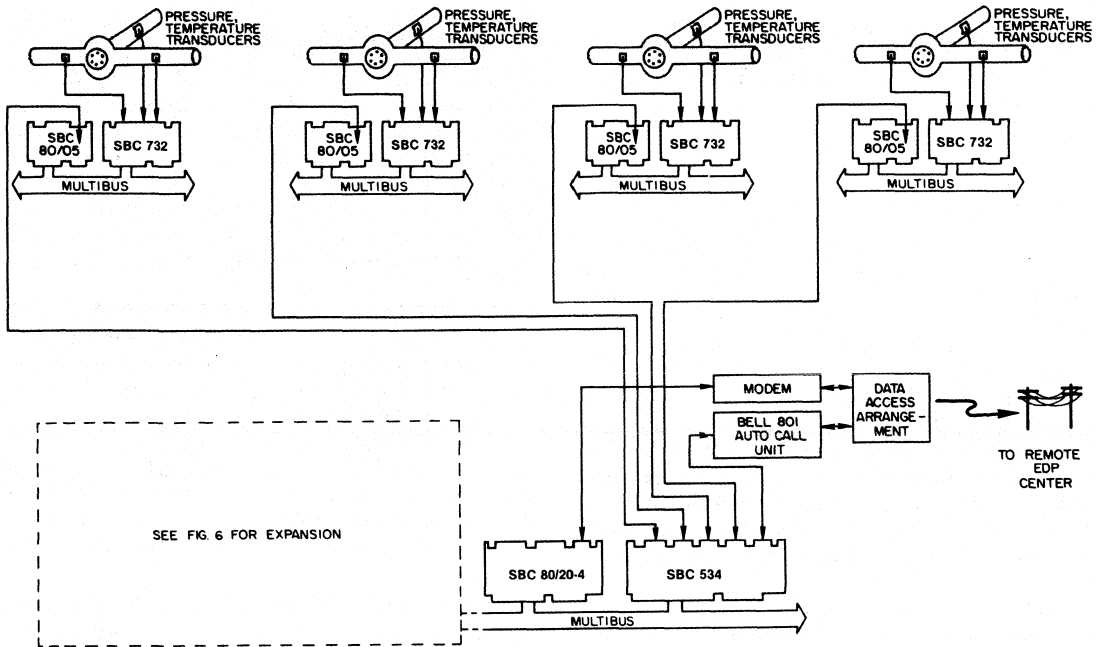 PRESSURE,
TEMPERATURE
TRANSDUCERS
PRESSURE,
TEMPERATURE
TRANSDUCERS
PRESSURE,
TEMPERATURE
TRANSDUCERS
PRESSURE,
TEMPERATURE
TRANSDUCERS
SBC
80/05
SBC 732
MULTIBUS
SBC
80/05
SBC 732
MULTIBUS
SBC
80/05
SBC 732
MULTIBUS
SBC
80/05
SBC 732
MULTIBUS
MODEM
BELL 801
AUTO CALL
UNIT
DATA
ACCESS
ARRANGE-
MENT
TO REMOTE
EDP
CENTER
SEE FIG. 6 FOR EXPANSION
SBC 80/20-4
SBC 534
MULTIBUS